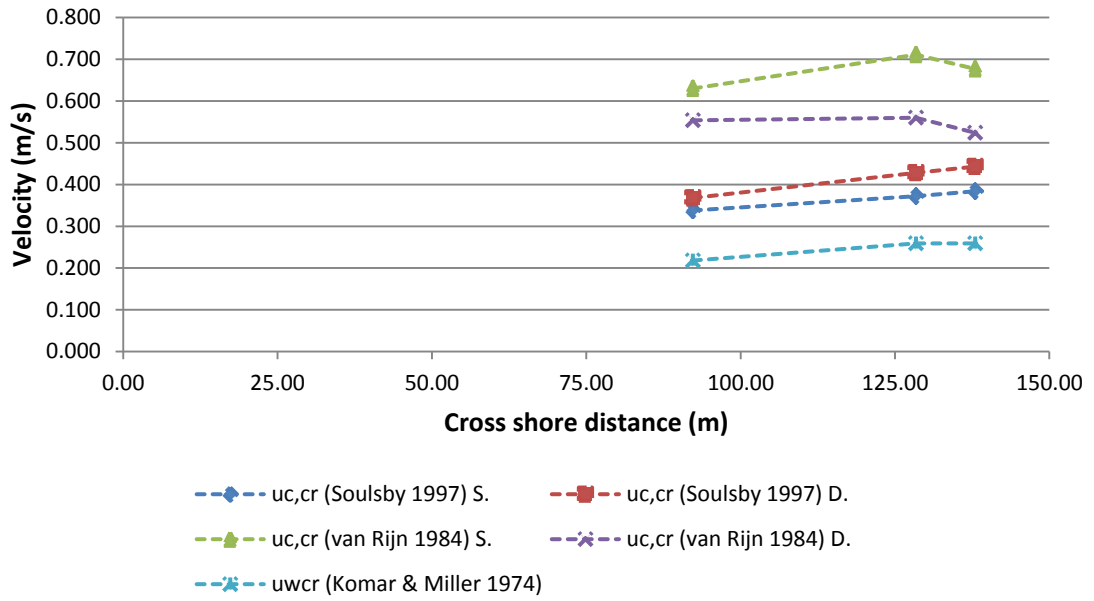 0.800
0.700
0.600
0.500
0.400
0.300
0.200
0.100
0.000
Velocity (m/s)
0.00 25.00 50.00 75.00 100.00 125.00 150.00
Cross shore distance (m)
uc,cr (Soulsby 1997) S. uc,cr (Soulsby 1997) D.
uc,cr (van Rijn 1984) S. uc,cr (van Rijn 1984) D.
uwcr (Komar & Miller 1974)